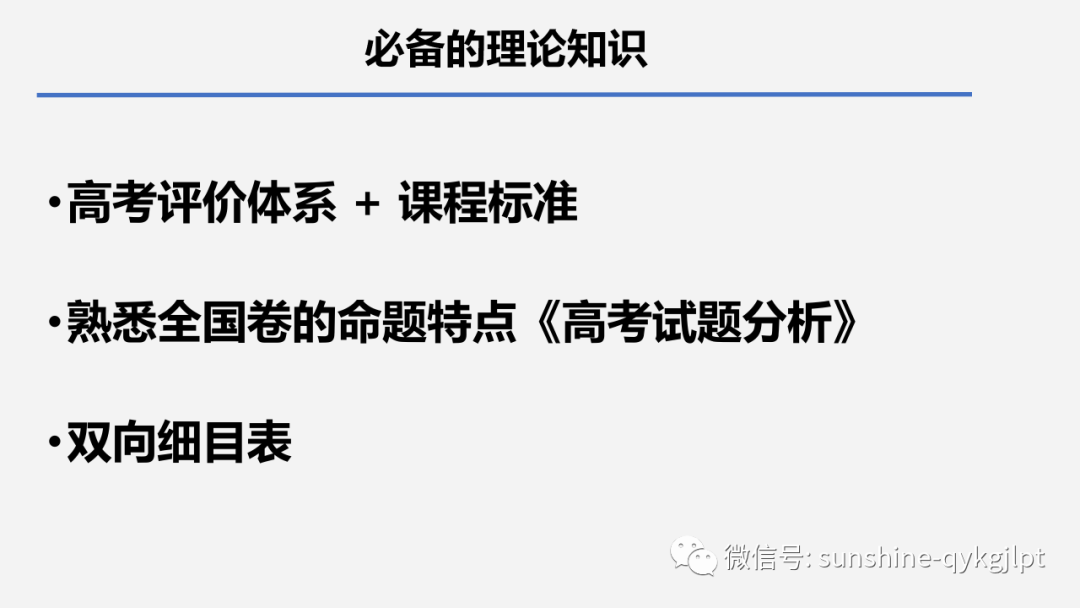 必备的理论知识
•高考评价体系 + 课程标准
•熟悉全国卷的命题特点《高考试题分析》
•双向细目表
微信号: sunshine-qykgjlpt